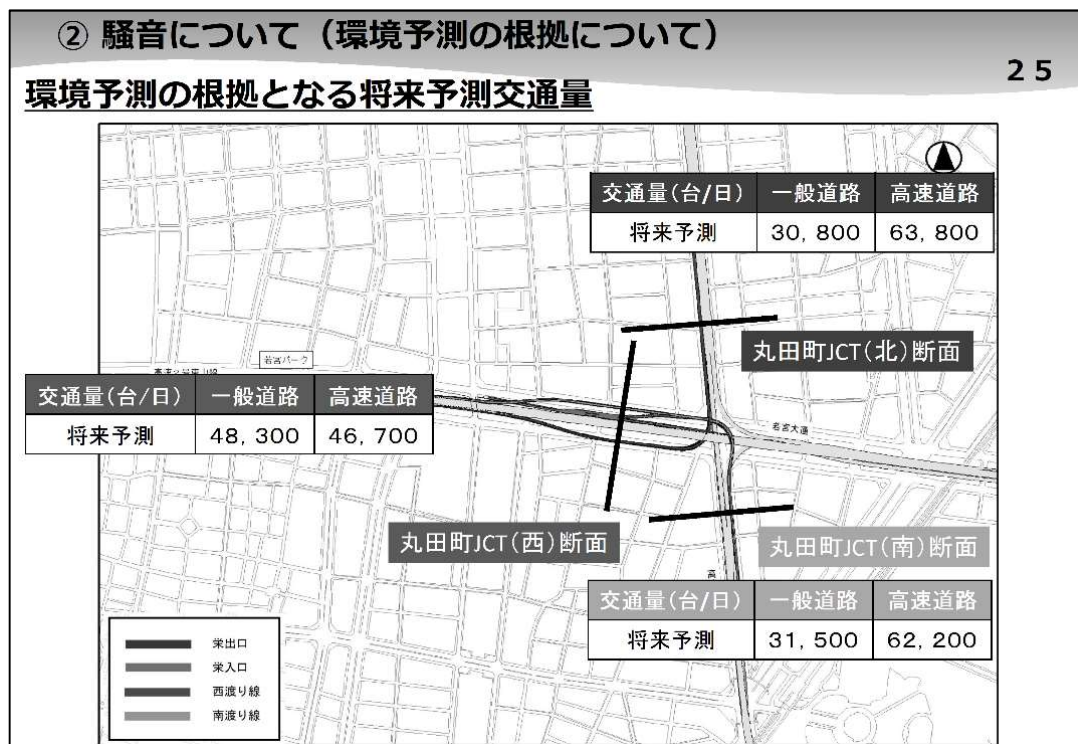 ② 騒音について（環境予測の根拠について）
25
環境予測の根拠となる将来予測交通量
交通量(台/日) 一般道路 高速道路
将来予測 30,800 63,800
丸田町JCT(北)断面
若宮パーク
交通量(台/日) 一般道路 高速道路
将来予測 48,300 46,700
若宮大通
丸田町JCT(西)断面
丸田町JCT(南)断面
高
交通量(台/日) 一般道路 高速道路
将来予測 31,500 62,200
栄出口
栄入口
西渡り線
南渡り線